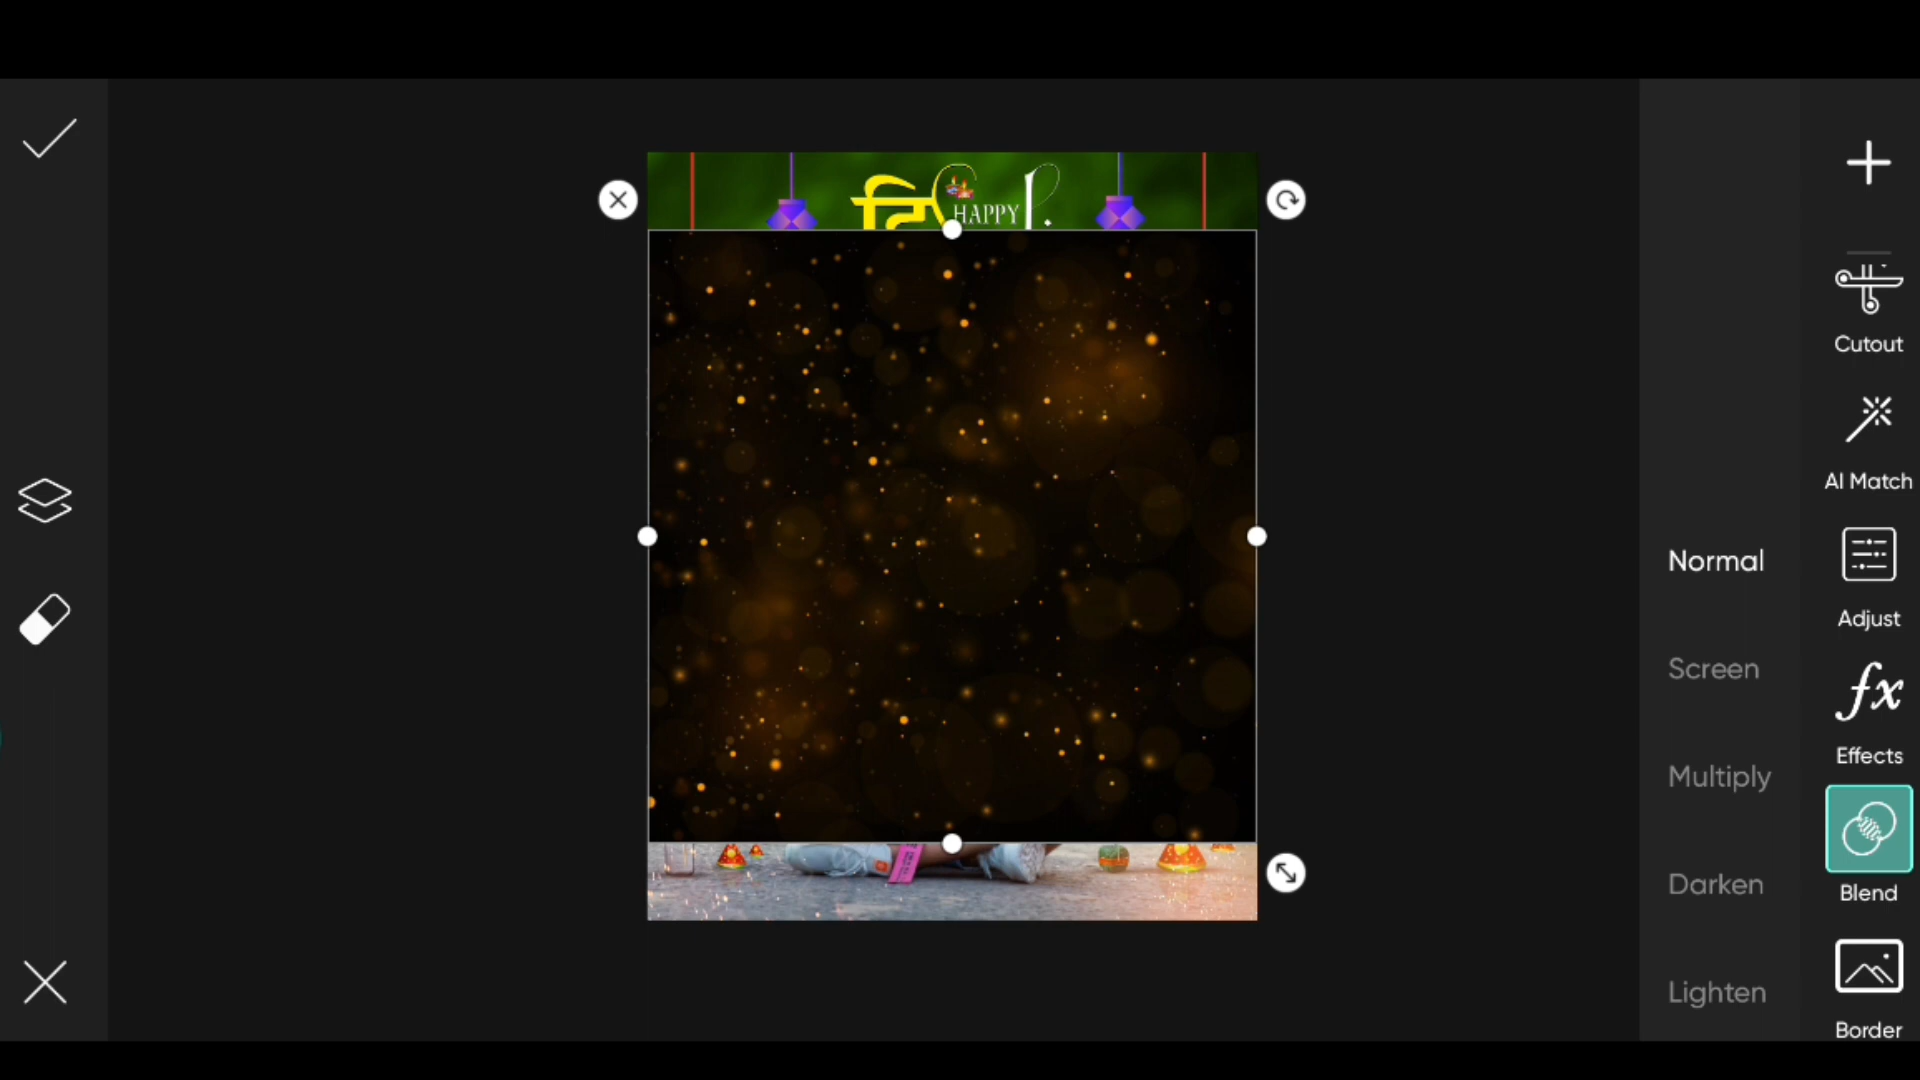 HAPPY
Cutout
AI Match
Adjust
Effects
Blend
Border
Normal
Screen
Multiply
Darken
Lighten